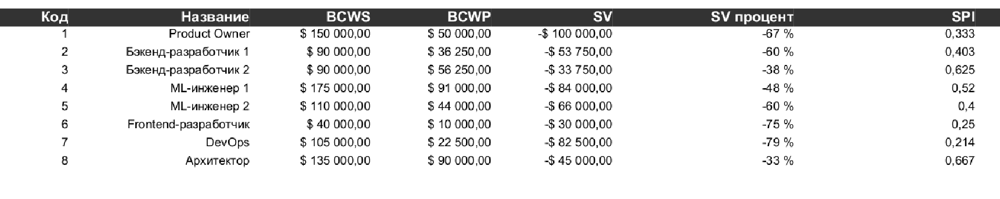 Код Название BCWS BCWP SV SV процент SPI
1 Product Owner $ 150 000,00 $ 50 000,00 -$ 100 000,00 -67 % 0,333
2 Бэкенд-разработчик 1 $ 90 000,00 $ 36 250,00 -$ 53 750,00 -60 % 0,403
3 Бэкенд-разработчик 2 $ 90 000,00 $ 56 250,00 -$ 33 750,00 -38 % 0,625
4 ML-инженер 1 $ 175 000,00 $ 91 000,00 -$ 84 000,00 -48 % 0,52
5 ML-инженер 2 $ 110 000,00 $ 44 000,00 -$ 66 000,00 -60 % 0,4
6 Frontend-разработчик $ 40 000,00 $ 10 000,00 -$ 30 000,00 -75 % 0,25
7 DevOps $ 105 000,00 $ 22 500,00 -$ 82 500,00 -79 % 0,214
8 Архитектор $ 135 000,00 $ 90 000,00 -$ 45 000,00 -33 % 0,667